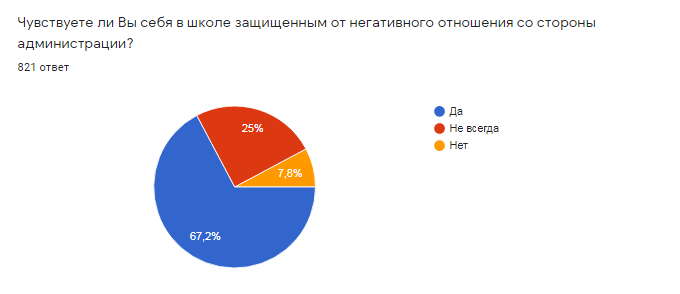 Чувствуете ли Вы себя в школе защищенным от негативного отношения со стороны
администрации?
821 ответ
25%
7,8%
67,2%
Да
Не всегда
Нет